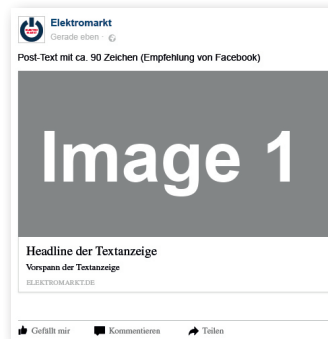 Elektromarkt
Gerade eben ·
Post-Text mit ca. 90 Zeichen (Empfehlung von Facebook)
Image 1
Headline der Textanzeige
Vorspann der Textanzeige
ELEKTROMARKT.DE
Gefällt mir Kommentieren Teilen